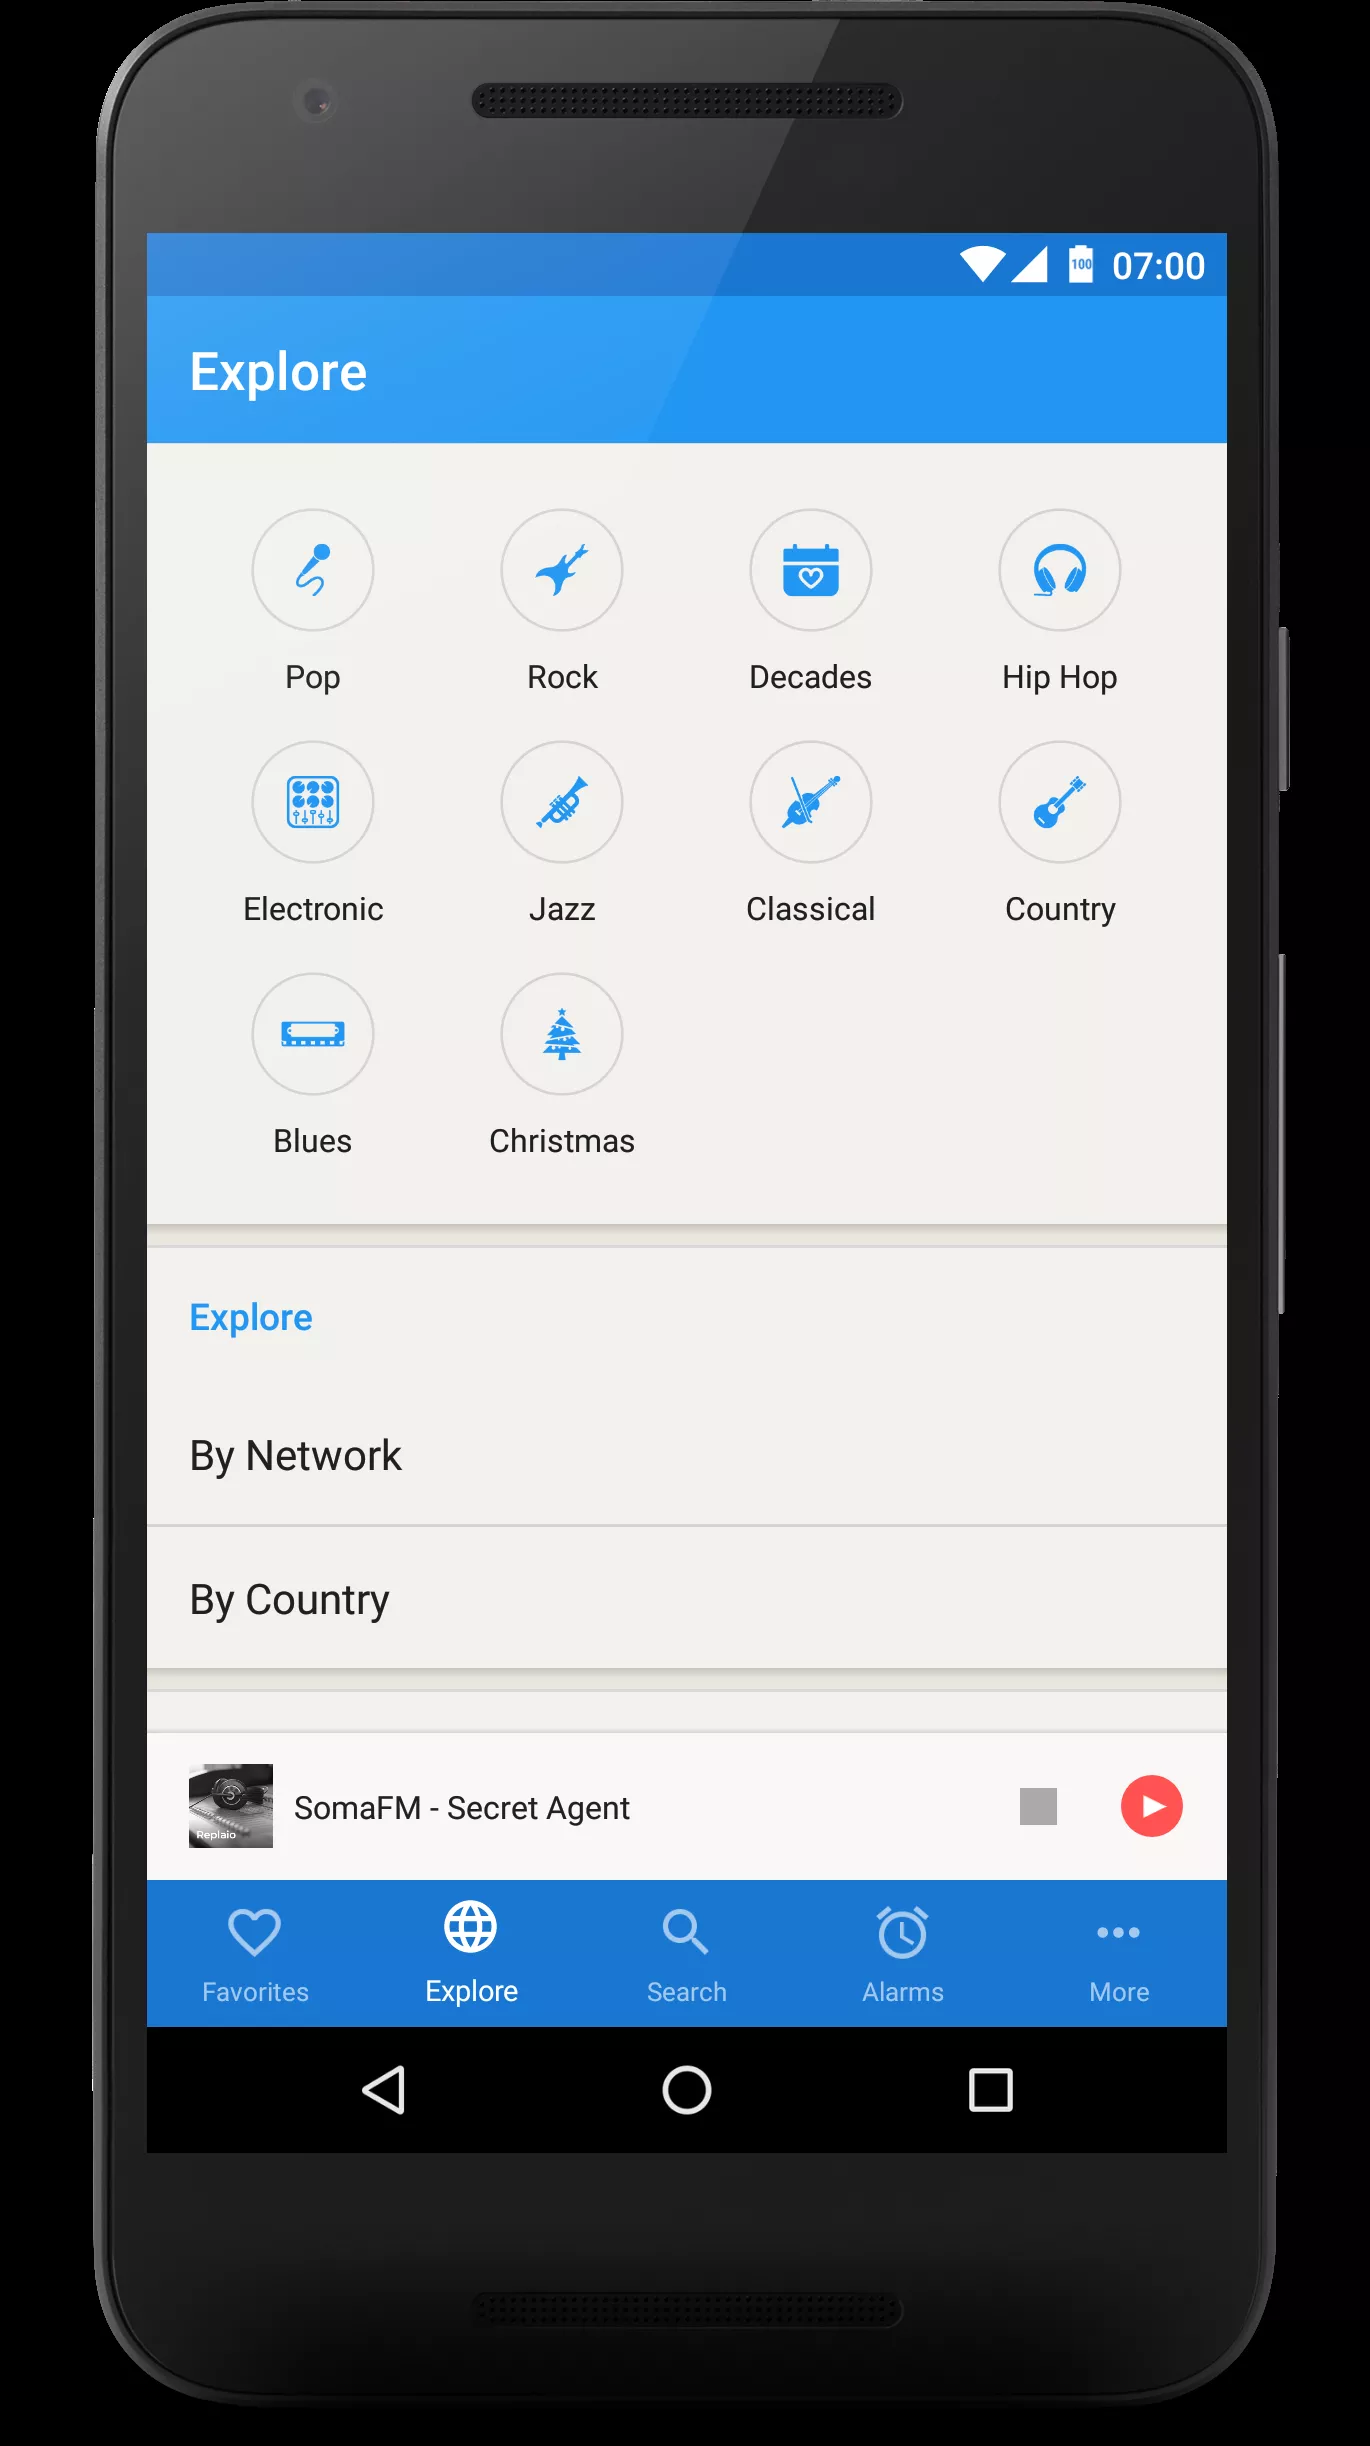 100 07:00
Explore
Pop Rock Decades Hip Hop
Electronic Jazz Classical Country
Blues Christmas
Explore
By Network
By Country
Replaio
SomaFM - Secret Agent
Favorites Explore Search Alarms More